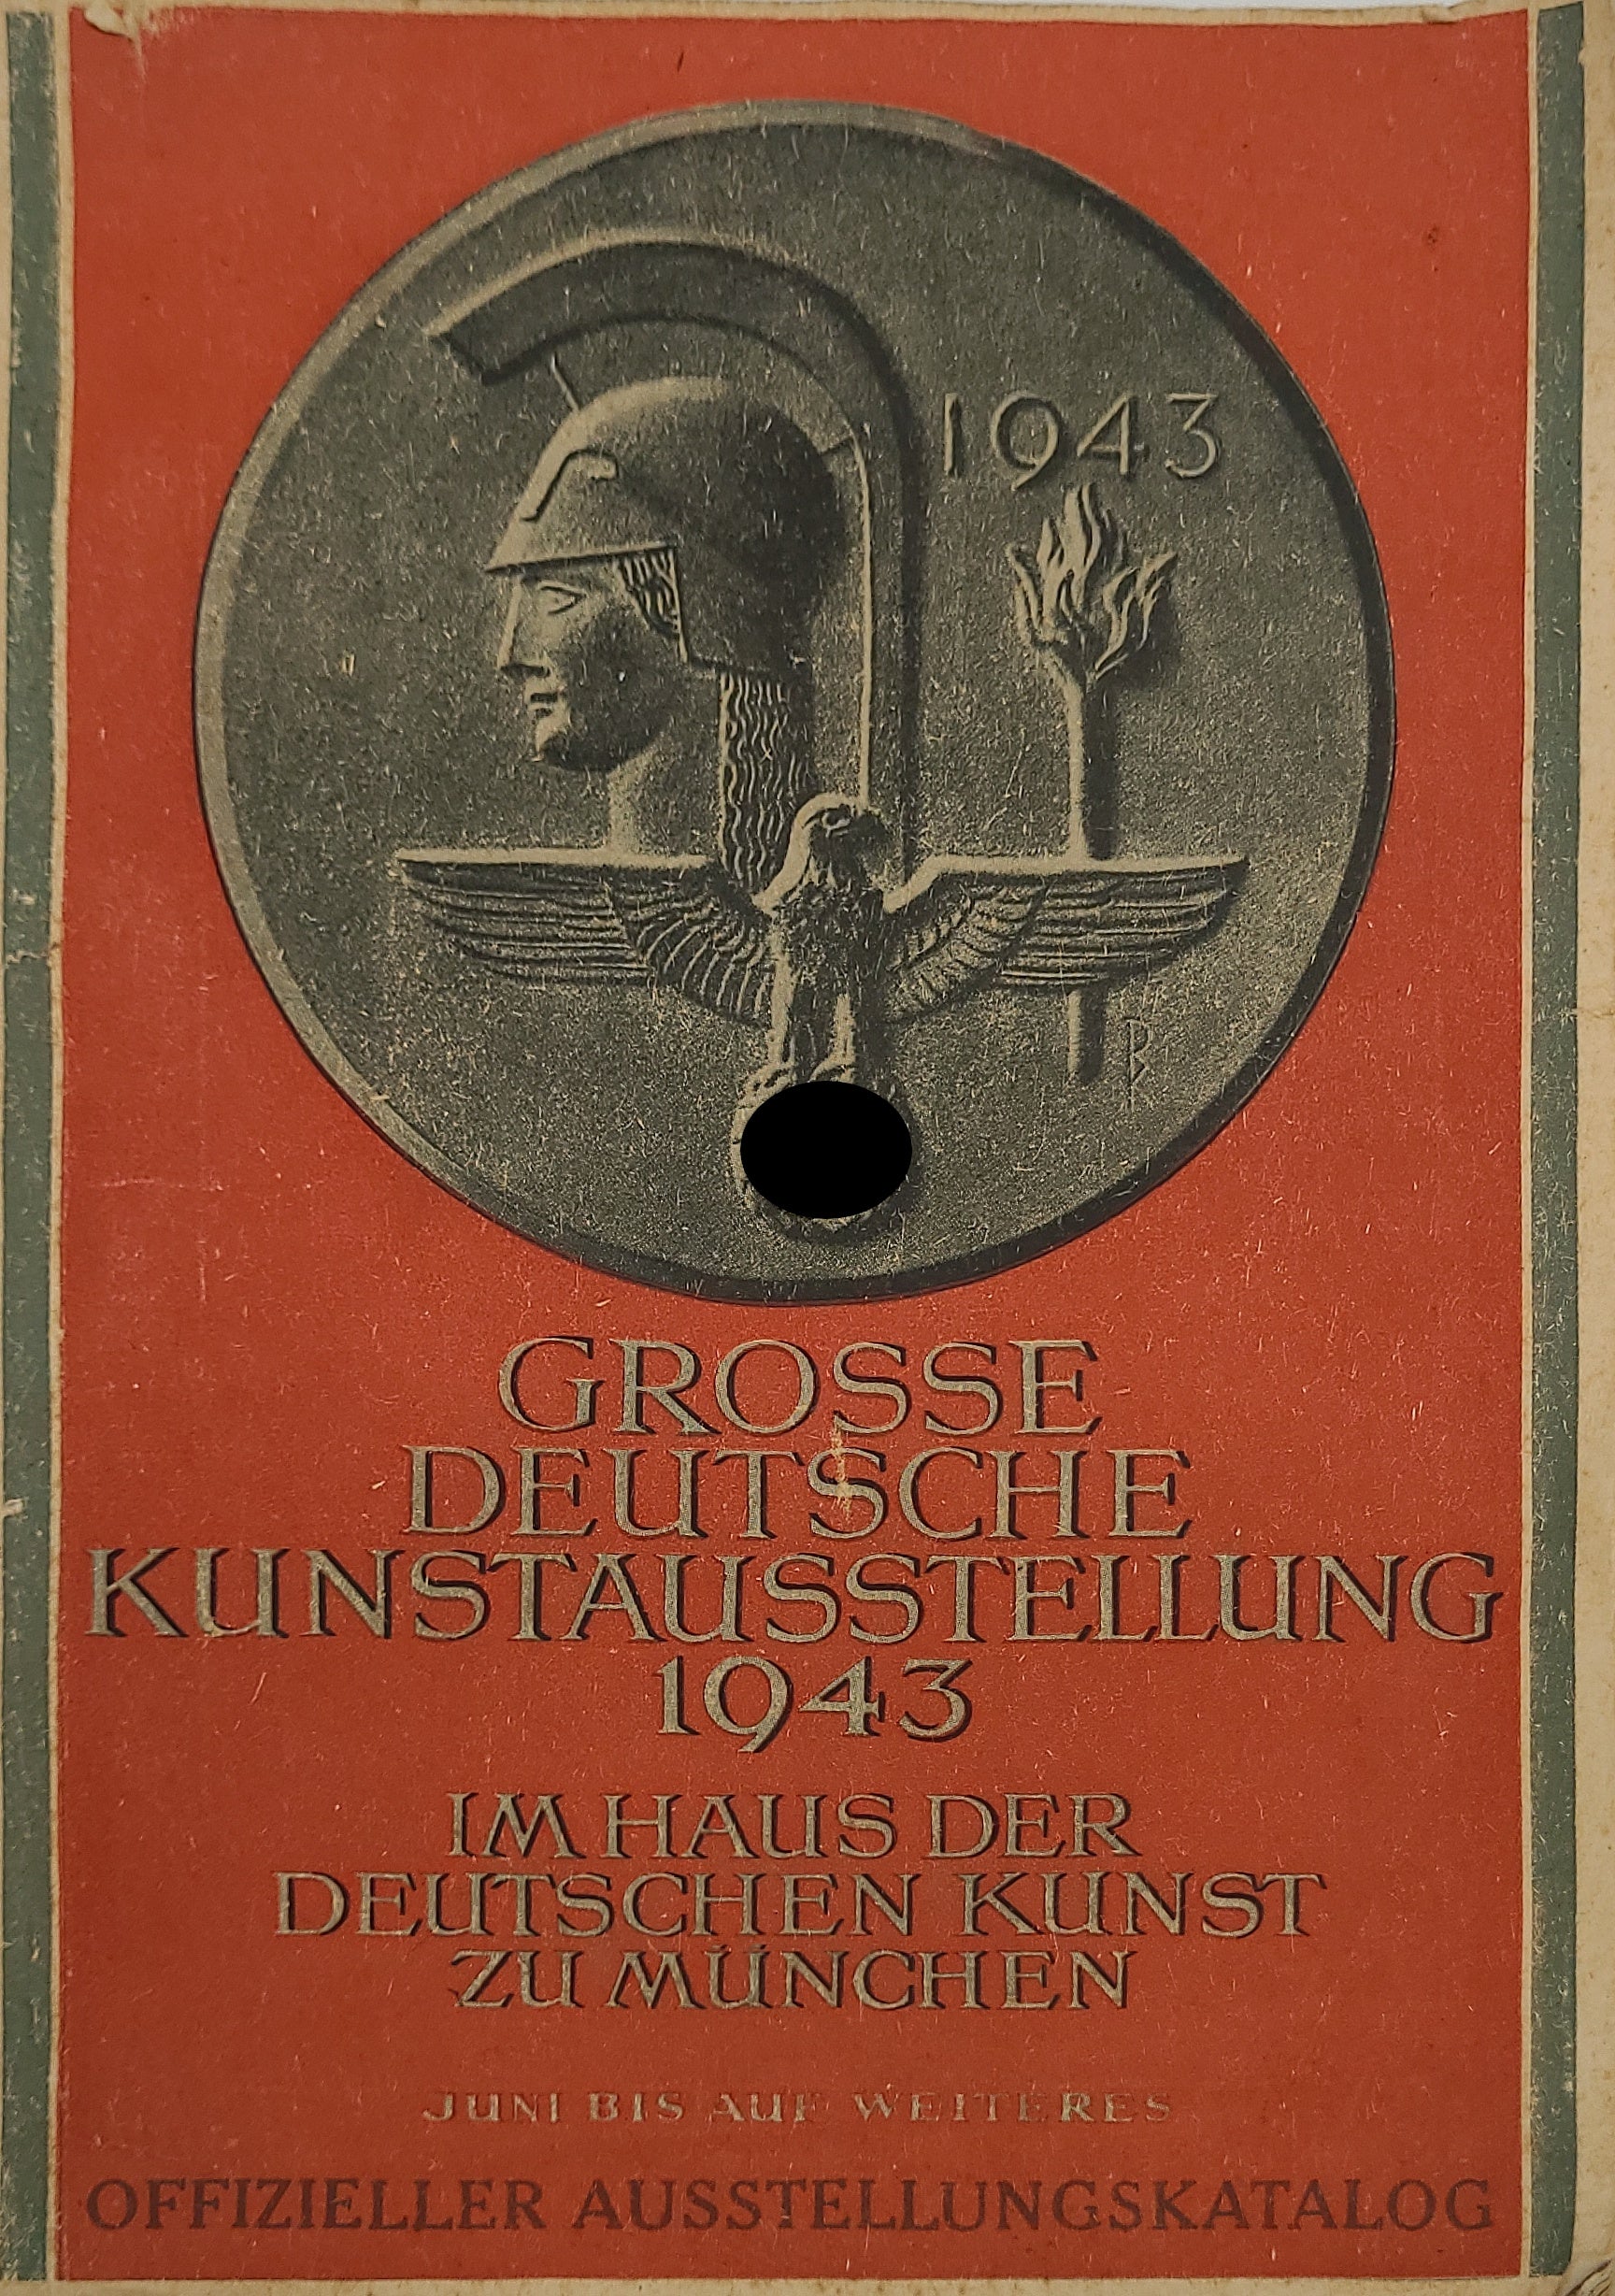 1943
GROSSE
DEUTSCHE
KUNSTAUSSTELLUNG
1943
IM HAUS DER
DEUTSCHEN KUNST
ZU MÜNCHEN
JUNI BIS AUF WEITERES
OFFIZIELLER AUSSTELLUNGSKATALOG